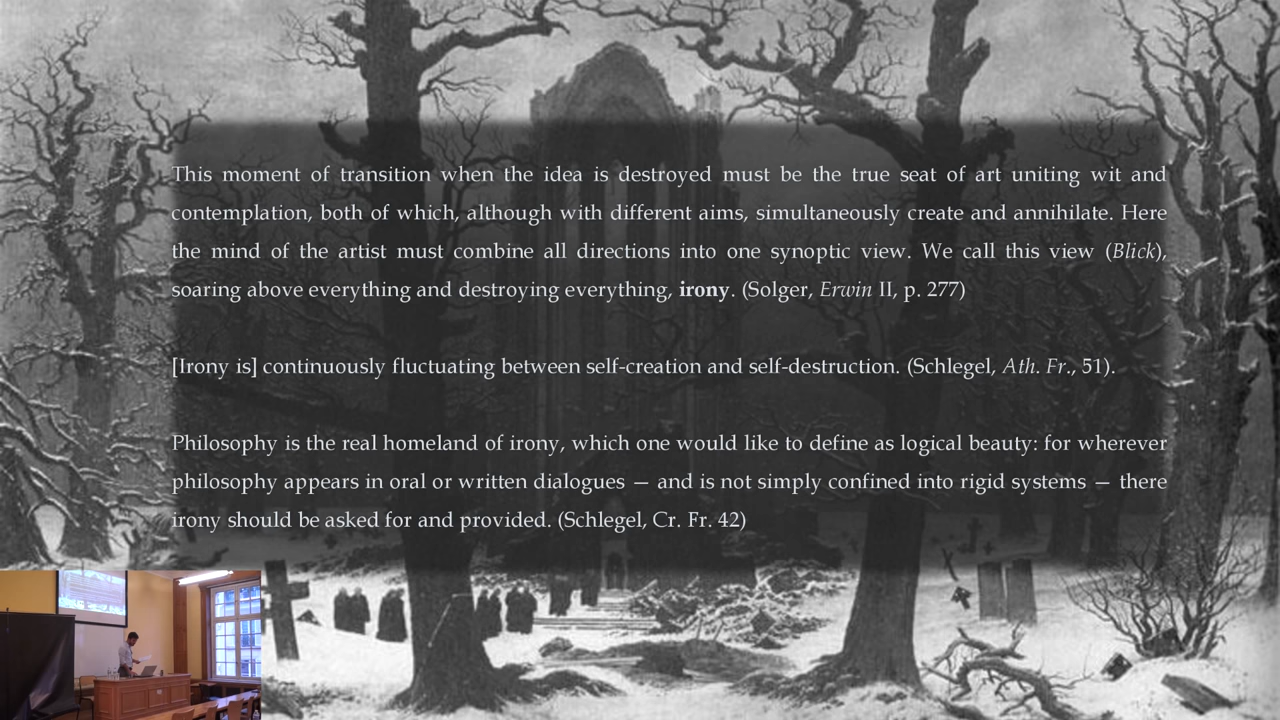 This moment of transition when the idea is destroyed must be the true seat of art uniting wit and
contemplation, both of which, although with different aims, simultaneously create and annihilate. Here
the mind of the artist must combine all directions into one synoptic view. We call this view (Blick),
soaring above everything and destroying everything, irony. (Solger, Erwin II, p. 277)
[Irony is] continuously fluctuating between self-creation and self-destruction. (Schlegel, Ath. Fr., 51).
Philosophy is the real homeland of irony, which one would like to define as logical beauty: for wherever
philosophy appears in oral or written dialogues — and is not simply confined into rigid systems — there
irony should be asked for and provided. (Schlegel, Cr. Fr. 42)